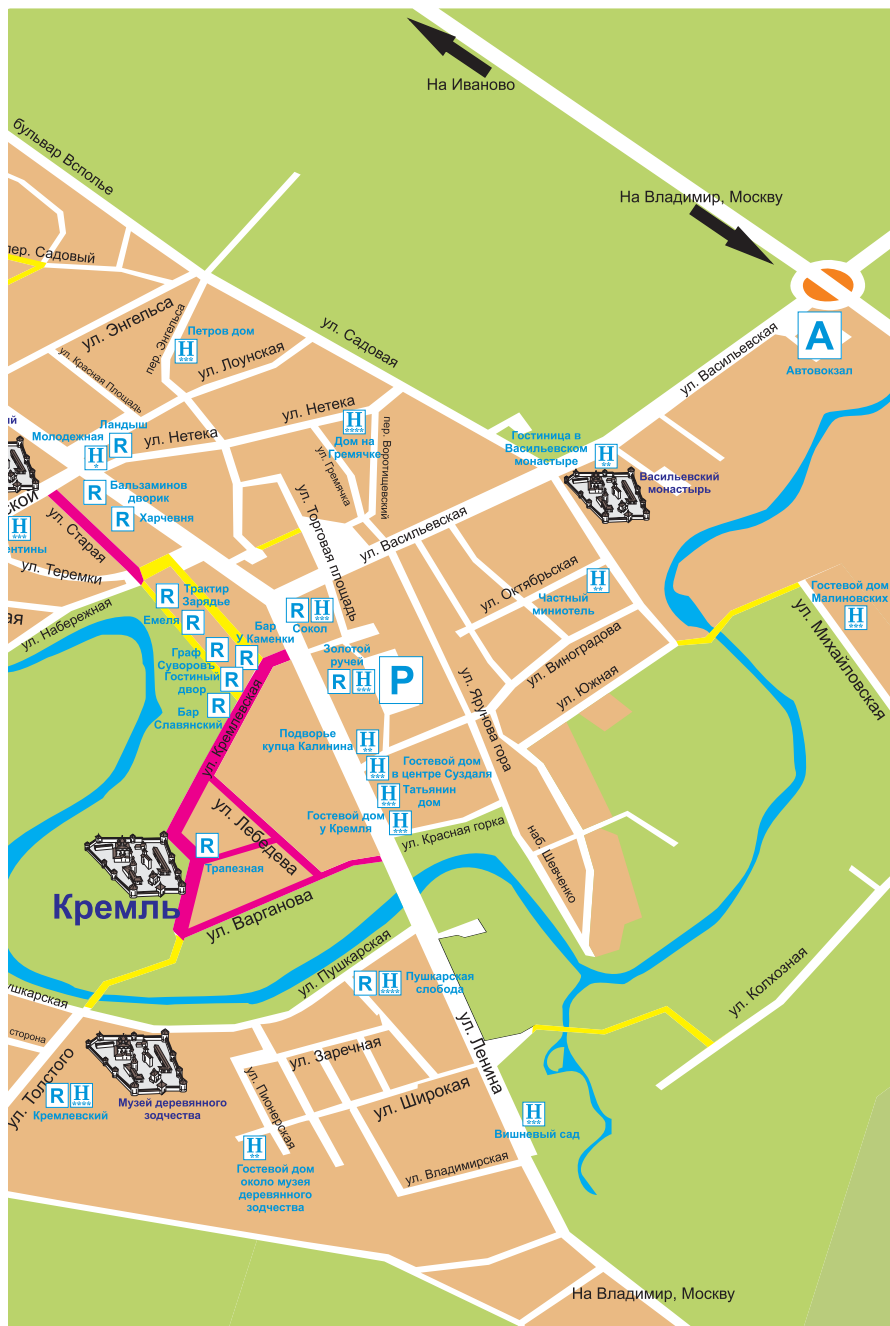 На Иваново
бульвар Всполье
На Владимир, Москву
пер. Садовый
ул. Энгельса
пер. Энгельса
Петров дом
H
***
ул. Садовая
ул. Васильевская
A
Автовокзал
ул. Красная Площадь
ул. Лоунская
ул. Нетека
H
****
Дом на
Гремячке
пер. Воротищевский
ул. Гремячка
Ландыш
R
Молодежная
H
*
ул. Нетека
Гостиница в
Васильевском
монастыре
H
**
Васильевский
монастырь
R
Бальзаминов
дворик
R
Харчевня
ской
ул. Старая
H
***
ентины
ул. Торговая площадь
ул. Васильевская
ул. Теремки
ая
ул. Набережная
R
Трактир
Зарядье
Емеля
R
Бар
У Каменки
R
R
H
***
Сокол
ул. Октябрьская
H
**
Частный
миниотель
Гостевой дом
Малиновских
H
***
ул. Михайловская
Граф
Суворовъ
R
Гостиный
двор
R
Бар
Славянский
R
Золотой
ручей
R
H
***
P
ул. Виноградова
ул. Южная
ул. Ярунова гора
ул. Кремлевская
Подворье
купца Калинина
H
**
H
***
Гостевой дом
в центре Суздаля
H
***
Татьянин
дом
Гостевой дом
у Кремля
H
***
ул. Красная горка
наб. Шевченко
ул. Лебедева
R
Трапезная
Кремль
ул. Варганова
ул. Пушкарская
R
H
****
Пушкарская
слобода
ул. Колхозная
ушкарская
сторона
ул. Толстого
R
H
****
Кремлевский
Музей деревянного
зодчества
ул. Заречная
ул. Ленина
ул. Пионерская
ул. Широкая
H
***
Вишневый сад
H
**
Гостевой дом
около музея
деревянного
зодчества
ул. Владимирская
На Владимир, Москву